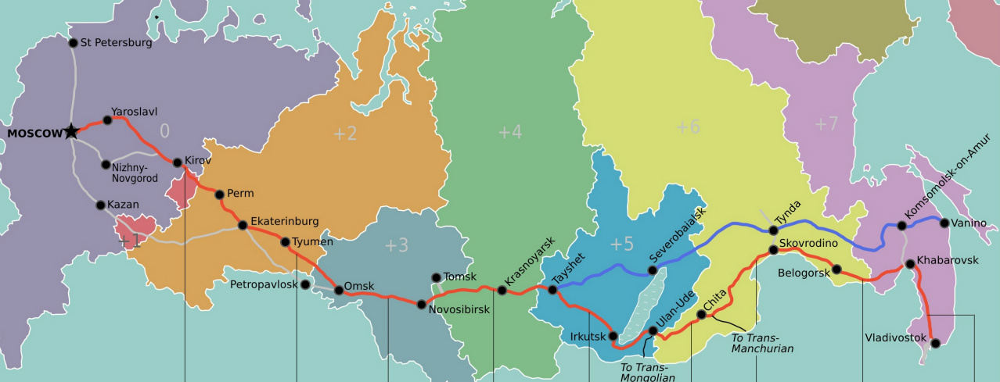 St Petersburg
Yaroslavl
MOSCOW
0
+2
+4
+6
+7
Kirov
Nizhny-
Novgorod
Perm
Kazan
+1
Ekaterinburg
Tyumen
+3
+5
Petropavlosk
Omsk
Tomsk
Novosibirsk
Krasnoyarsk
Tayshet
Severobaialsk
Tynda
Skovrodino
Belogorsk
Komsomolsk-on-Amur
Vanino
Khabarovsk
Irkutsk
Ulan-Ude
Chita
To Trans-
Mongolian
To Trans-
Manchurian
Vladivostok